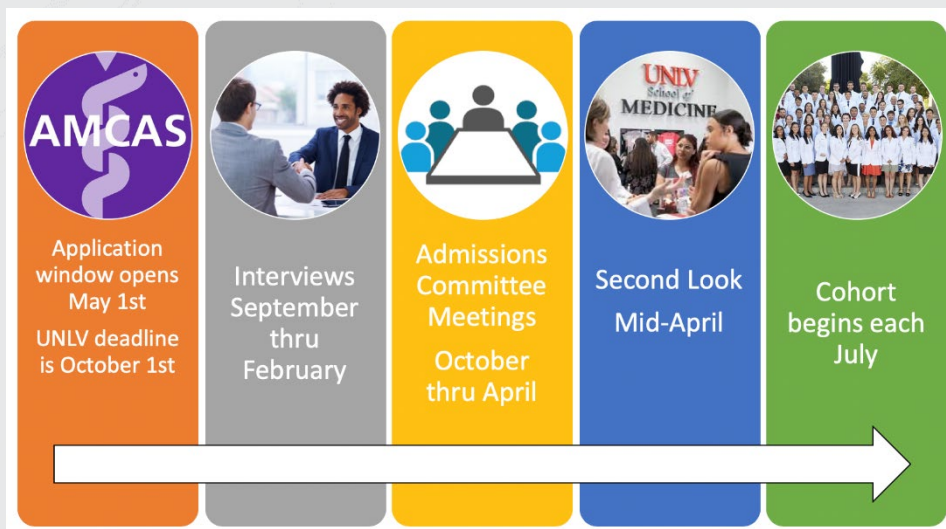 AMCAS
Application
window opens
May 1st
UNLV deadline
is October 1st
Interviews
September
thru
February
Admissions
Committee
Meetings
October
thru April
UNLV
School of
MEDICINE
Second Look
Mid-April
Cohort
begins each
July